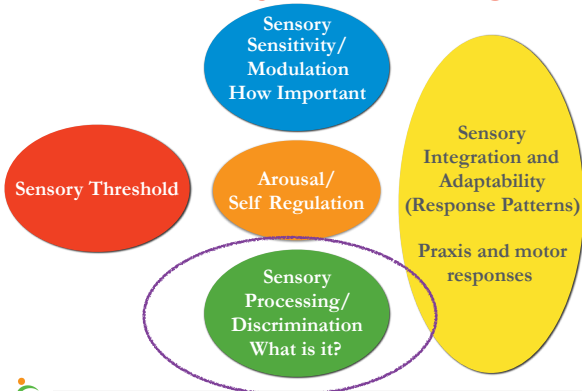 Sensory
Sensitivity/
Modulation
How Important
Sensory Threshold
Arousal/
Self Regulation
Sensory
Processing/
Discrimination
What is it?
Sensory
Integration and
Adaptability
(Response Patterns)
Praxis and motor
responses